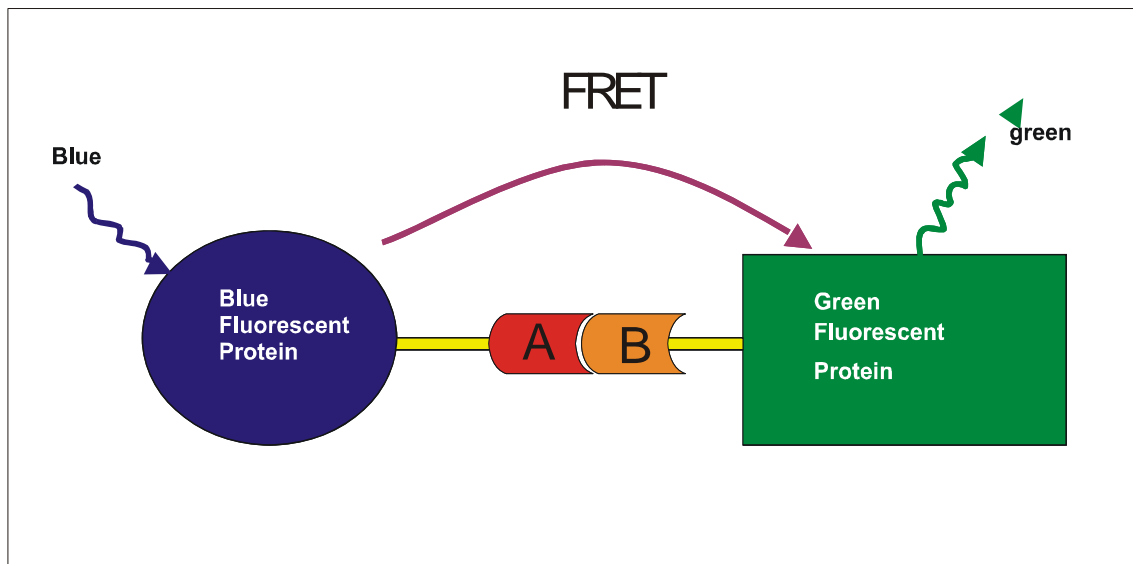 FRET
Blue
green
Blue
Fluorescent
Protein
A
B
Green
Fluorescent
Protein